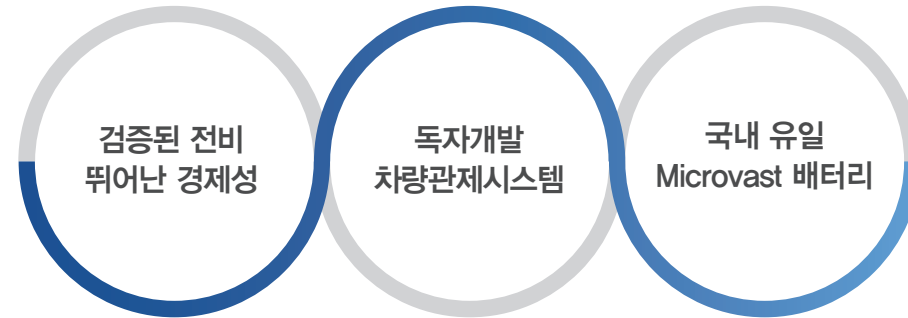 검증된 전비
뛰어난 경제성
독자개발
차량관제시스템
국내 유일
Microvast 배터리